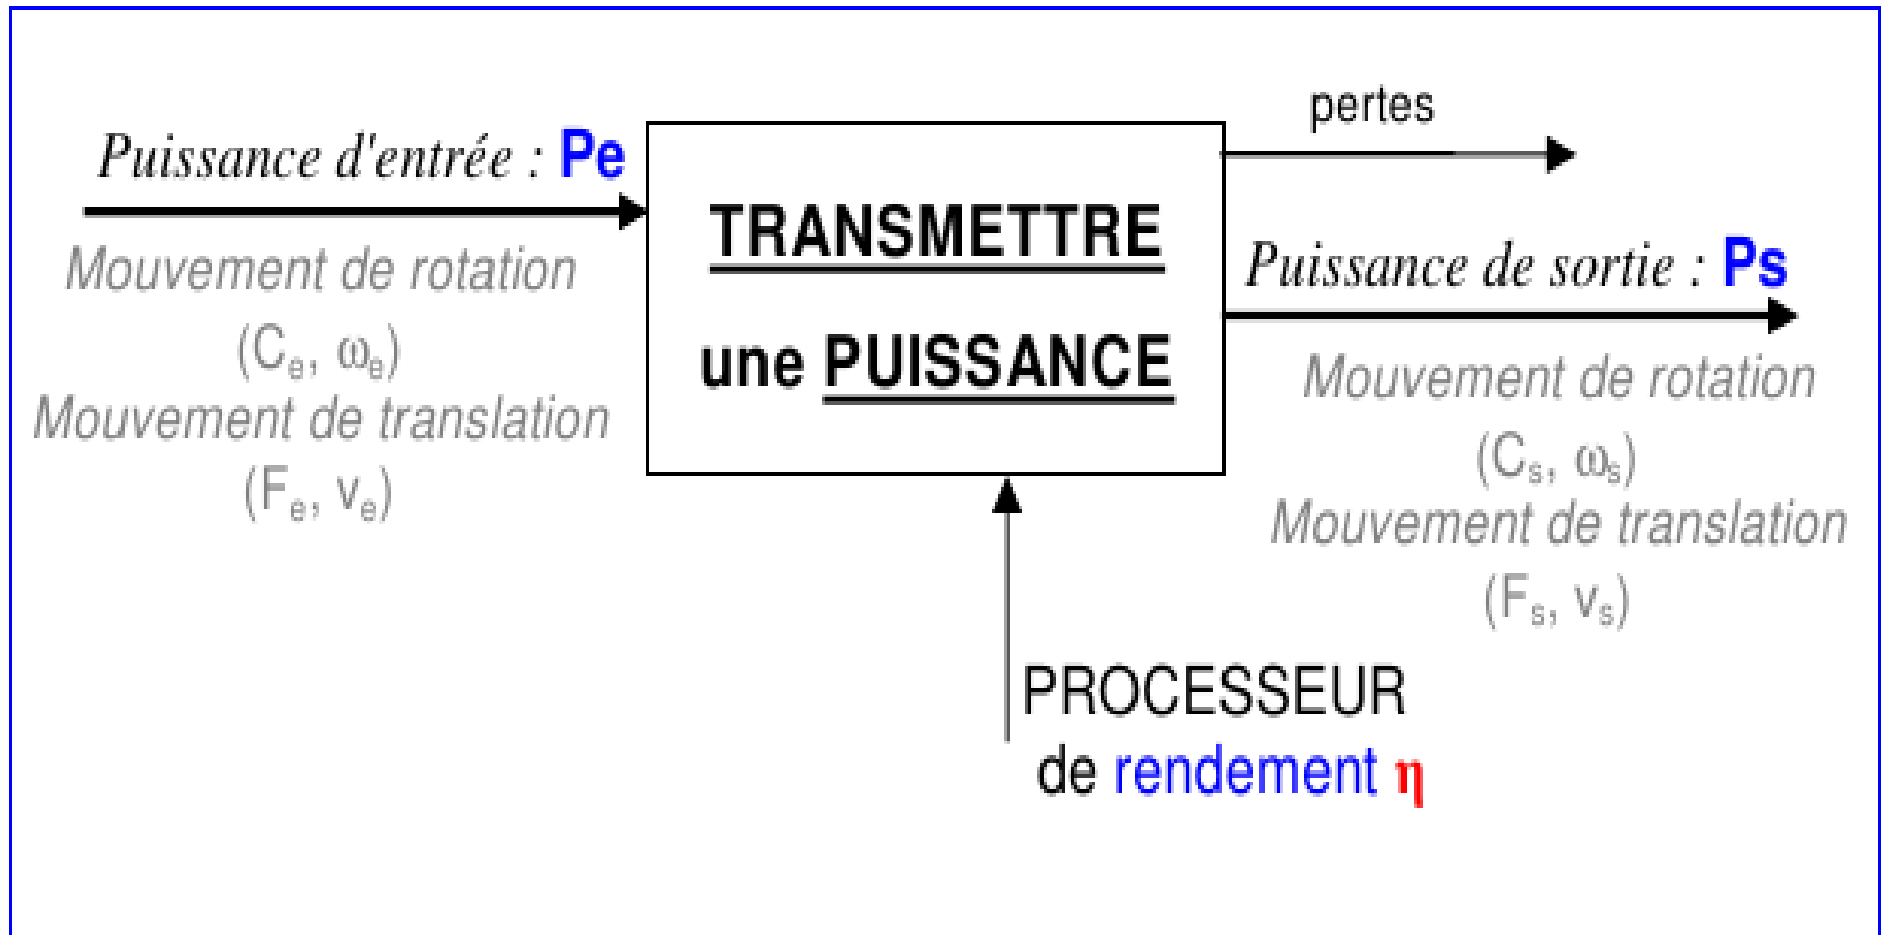 Puissance d'entrée : Pe
Mouvement de rotation
(Ce, ωe)
Mouvement de translation
(Fe, ve)
TRANSMETTRE
une PUISSANCE
pertes
Puissance de sortie : Ps
Mouvement de rotation
(Cs, ωs)
Mouvement de translation
(Fs, vs)
PROCESSEUR
de rendement η